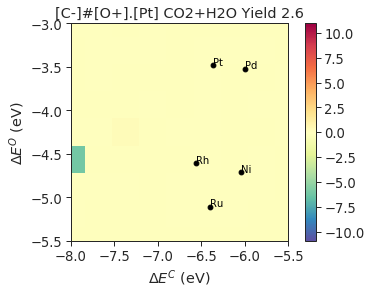 [C-]#[O+].[Pt] CO2+H2O Yield 2.6
−3.0
−3.5
−4.0
−4.5
−5.0
−5.5
ΔE^O (eV)
Pt
Pd
Rh
Ni
Ru
−8.0 −7.5 −7.0 −6.5 −6.0 −5.5
ΔE^C (eV)
10.0
7.5
5.0
2.5
0.0
−2.5
−5.0
−7.5
−10.0